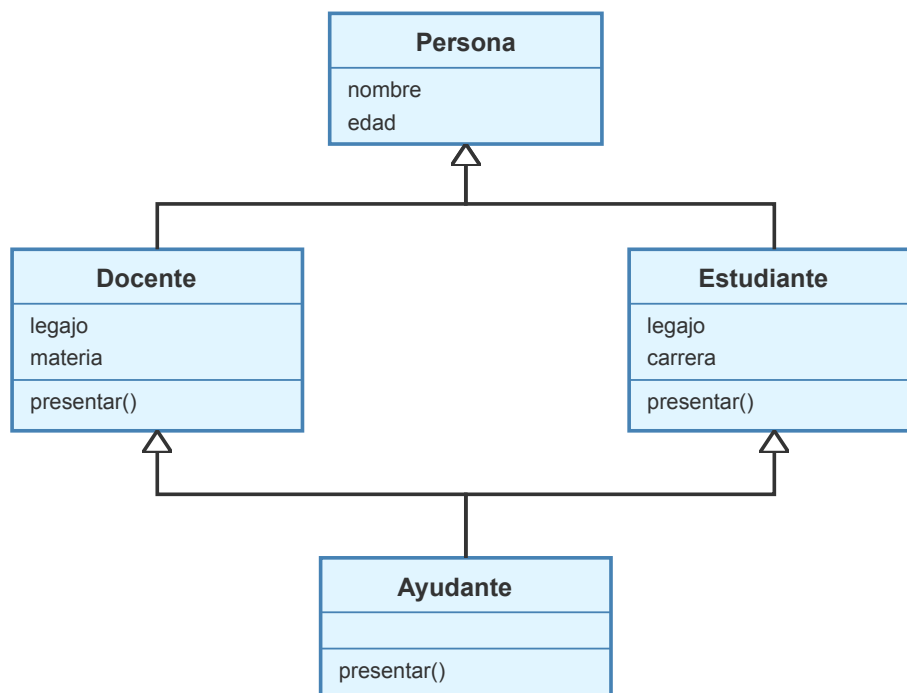 Persona
nombre
edad
Docente
legajo
materia
presentar()
Estudiante
legajo
carrera
presentar()
Ayudante
presentar()